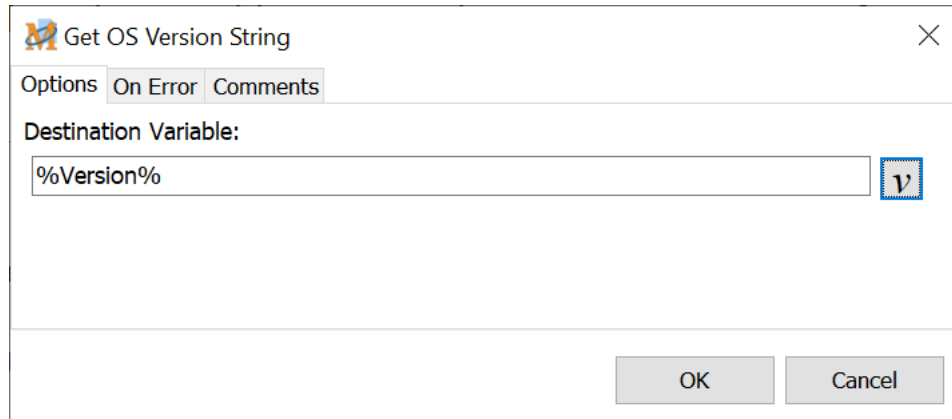 Get OS Version String
Options On Error Comments
Destination Variable:
%Version% v
OK Cancel